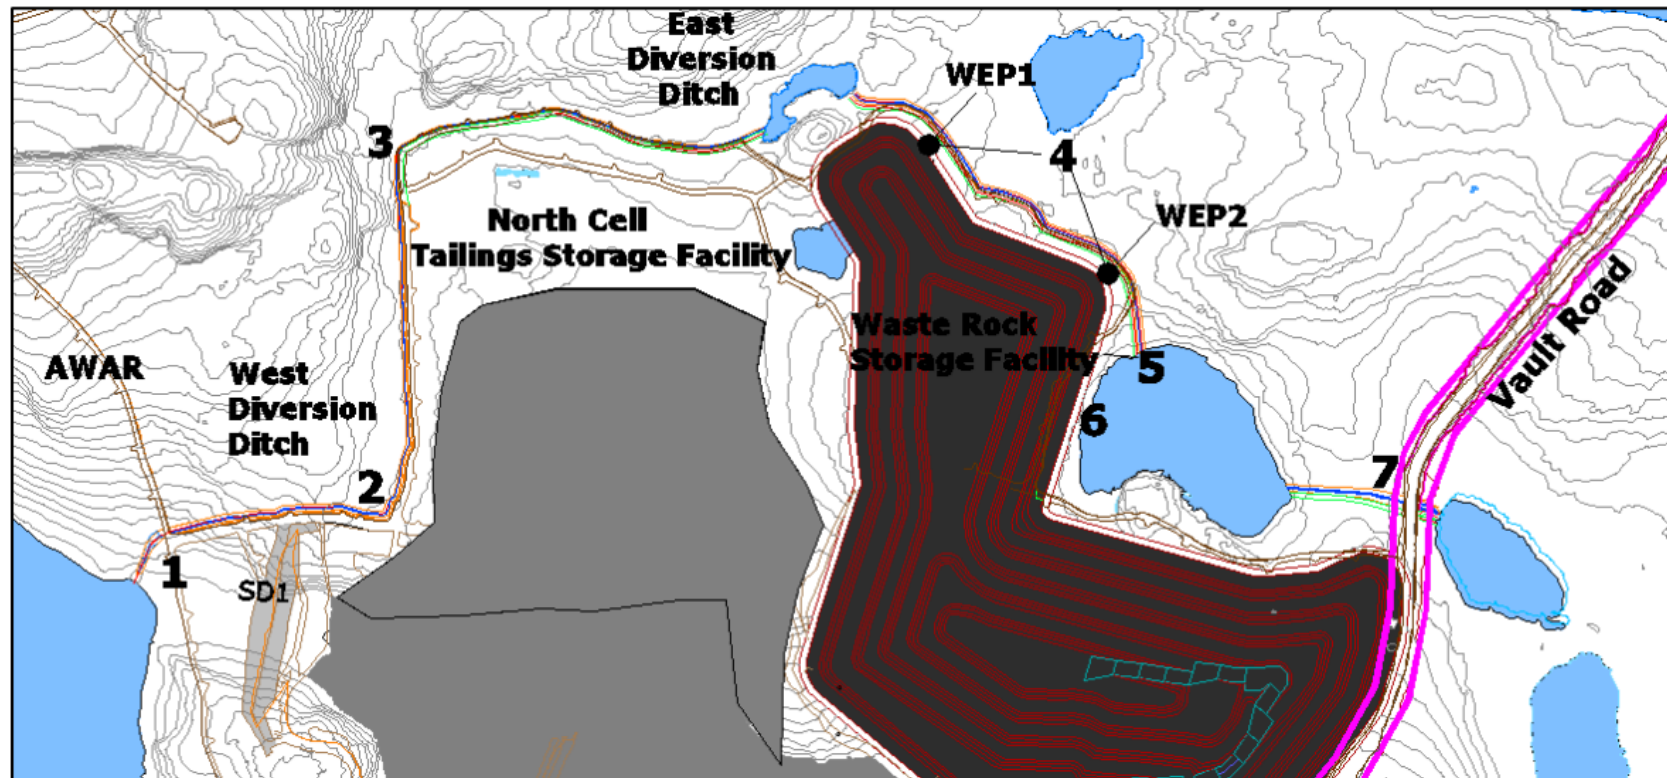 East
Diversion
Ditch
WEP1
3
4
North Cell
Tailings Storage Facility
WEP2
Waste Rock
Storage Facility
5
Vault Road
AWAR
West
Diversion
Ditch
6
7
2
1
SD1